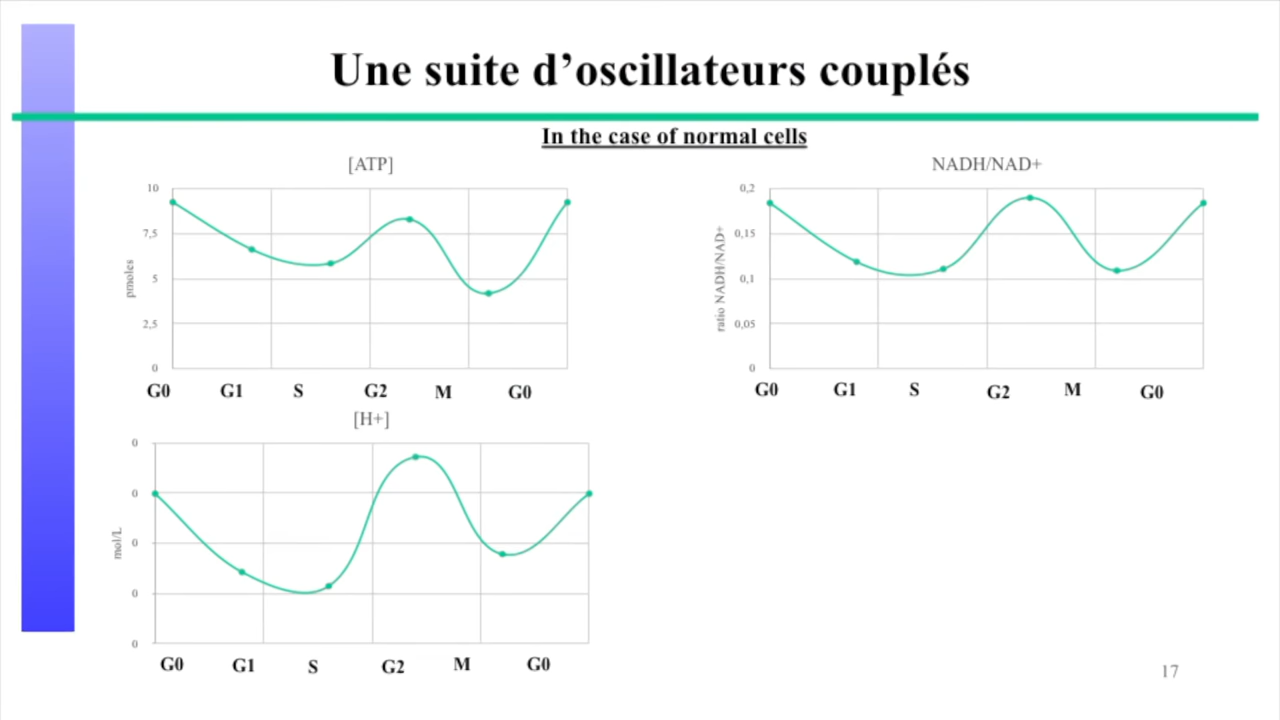 Une suite d’oscillateurs couplés
In the case of normal cells
[ATP]
10
7,5
5
2,5
0
pmoles
G0 G1 S G2 M G0
NADH/NAD+
0,2
0,15
0,1
0,05
0
ratio NADH/NAD+
G0 G1 S G2 M G0
[H+]
0
0
0
0
0
mol/L
G0 G1 S G2 M G0
17